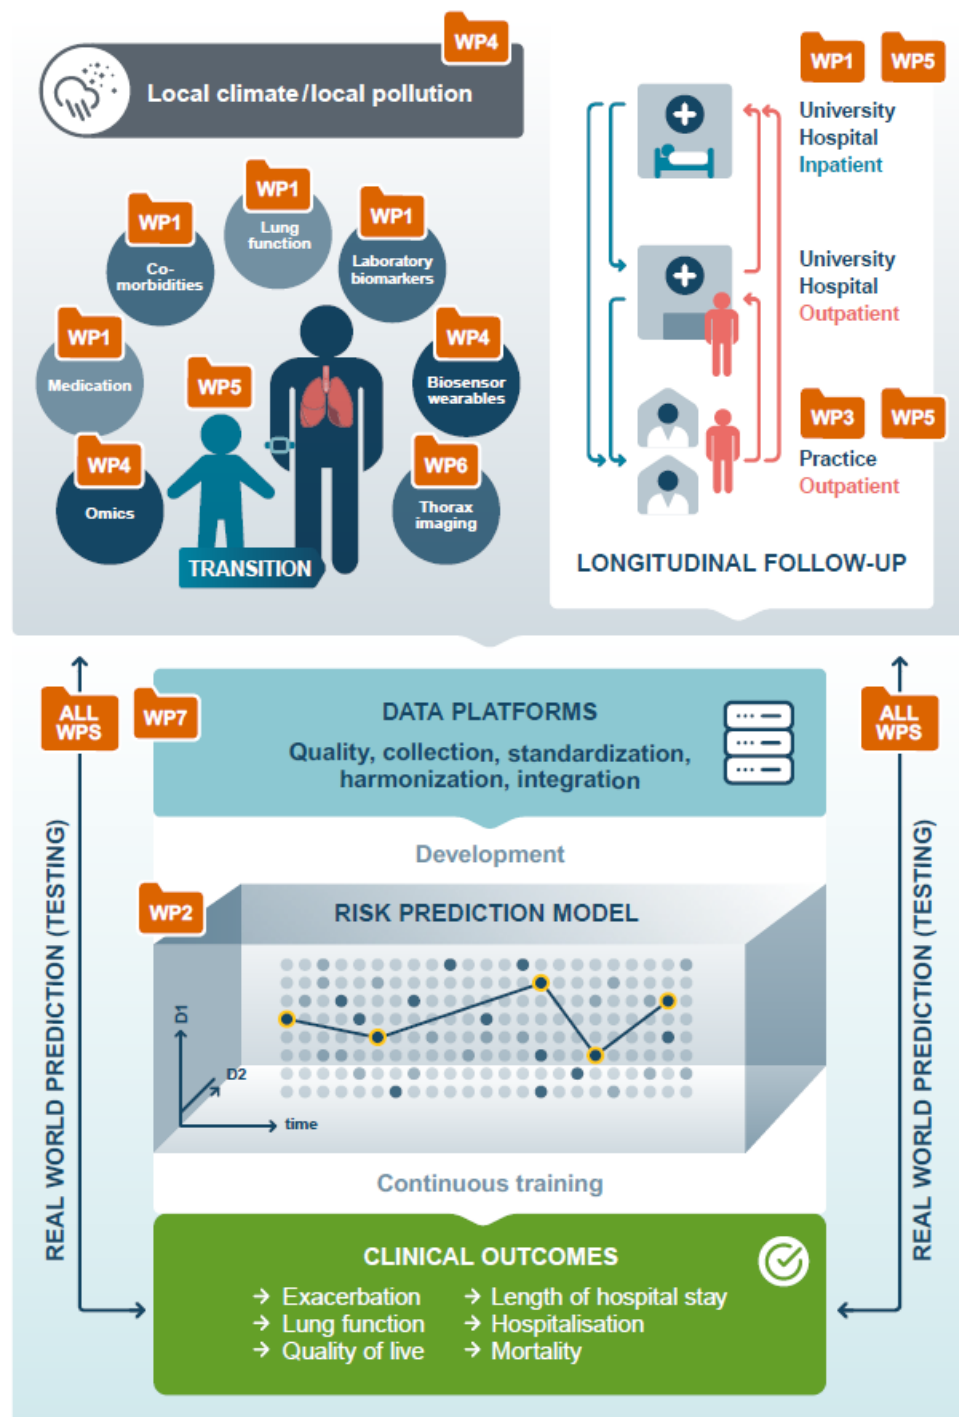 WP4
Local climate/local pollution
WP1
Lung
function
WP1
Co-
morbidities
WP1
Laboratory
biomarkers
WP1
Medication
WP5
WP4
Biosensor
wearables
WP4
Omics
WP6
Thorax
imaging
TRANSITION
WP1
WP5
University
Hospital
Inpatient
University
Hospital
Outpatient
WP3
WP5
Practice
Outpatient
LONGITUDINAL FOLLOW-UP
ALL
WPS
WP7
DATA PLATFORMS
Quality, collection, standardization,
harmonization, integration
ALL
WPS
REAL WORLD PREDICTION (TESTING)
Development
WP2
RISK PREDICTION MODEL
D1
D2
time
Continuous training
REAL WORLD PREDICTION (TESTING)
CLINICAL OUTCOMES
Exacerbation
Lung function
Quality of live
Length of hospital stay
Hospitalisation
Mortality